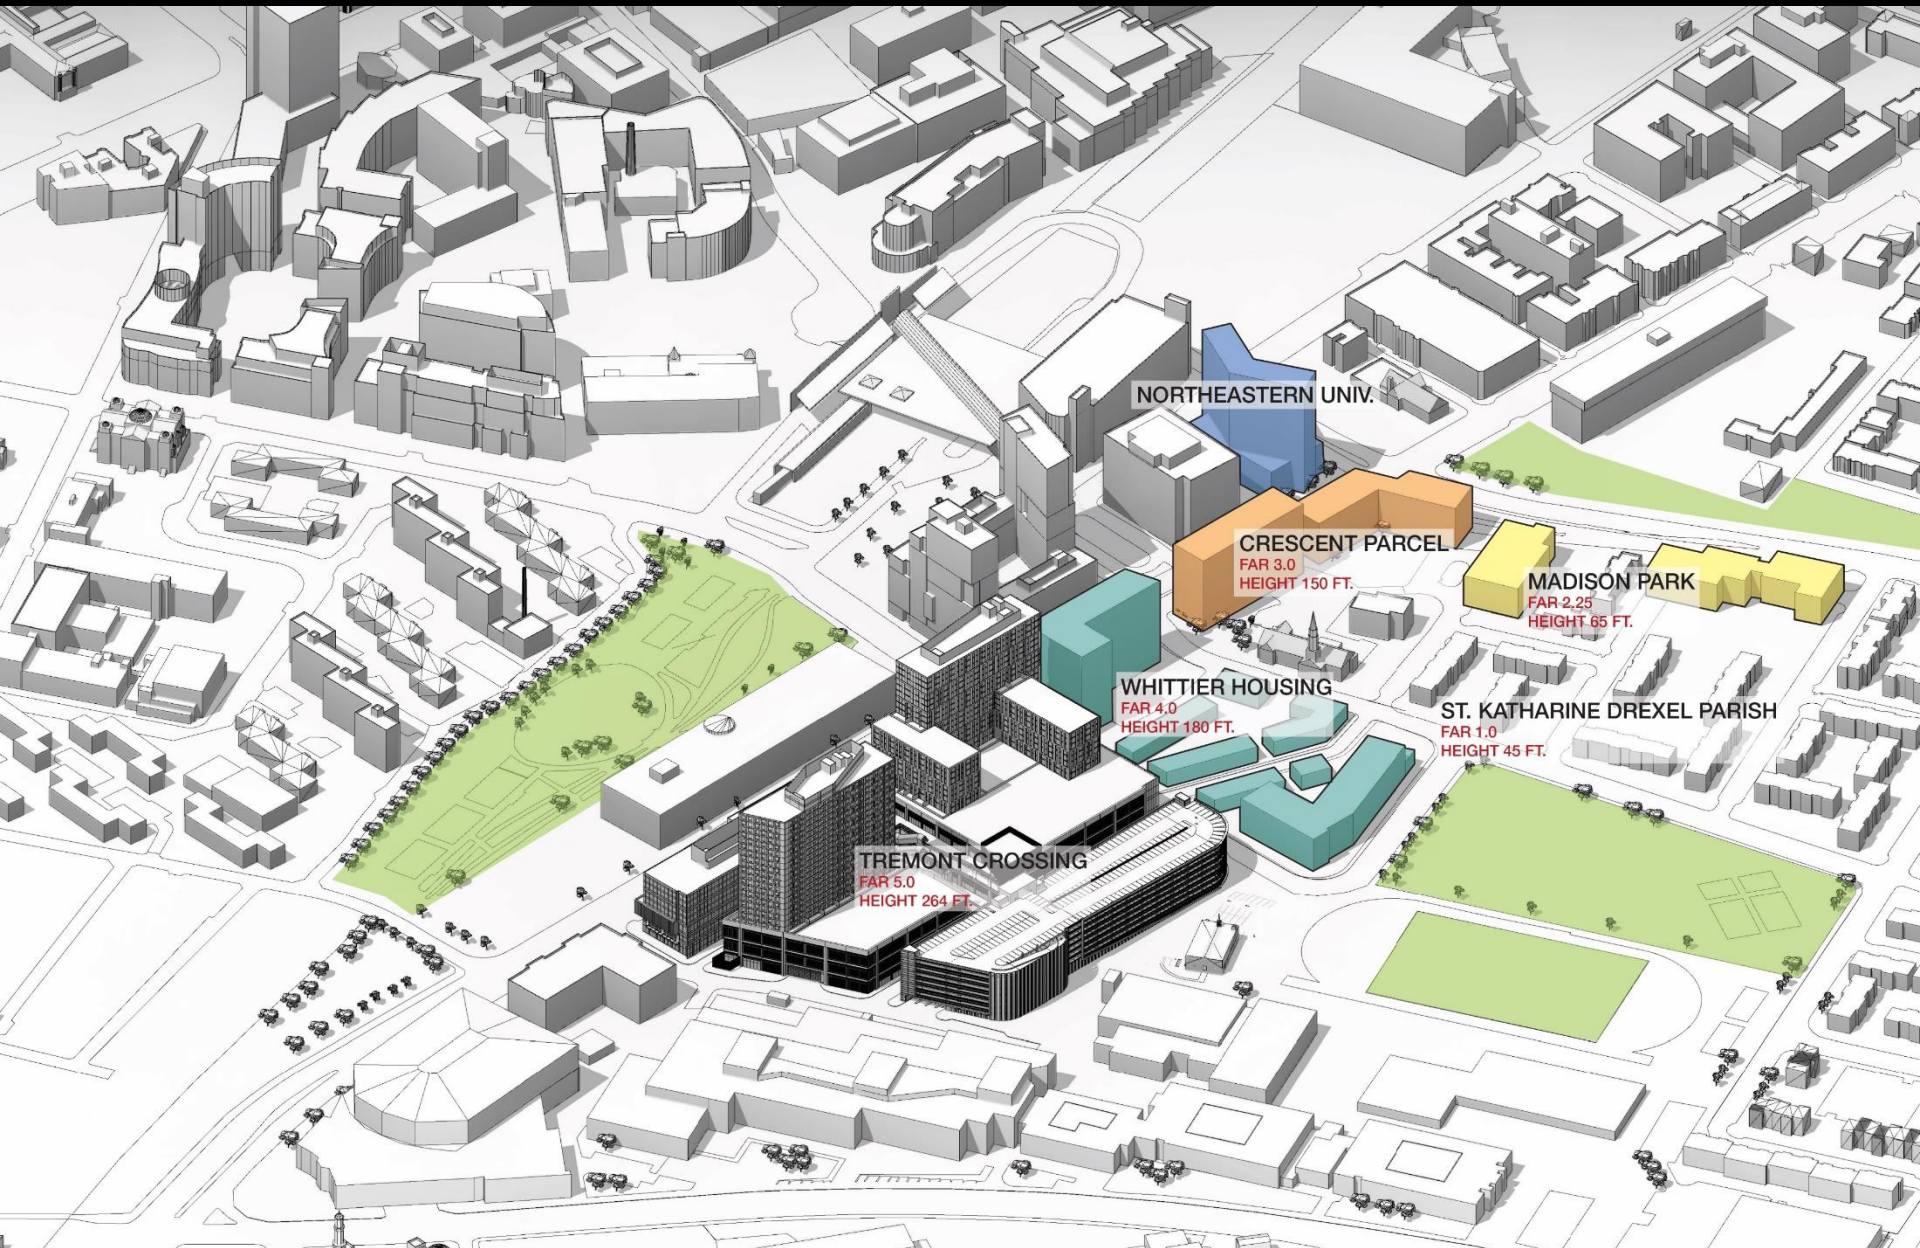 NORTHEASTERN UNIV.
CRESCENT PARCEL
FAR 3.0
HEIGHT 150 FT.
MADISON PARK
FAR 2.25
HEIGHT 65 FT.
WHITTIER HOUSING
FAR 4.0
HEIGHT 180 FT.
ST. KATHARINE DREXEL PARISH
FAR 1.0
HEIGHT 45 FT.
TREMONT CROSSING
FAR 5.0
HEIGHT 264 FT.